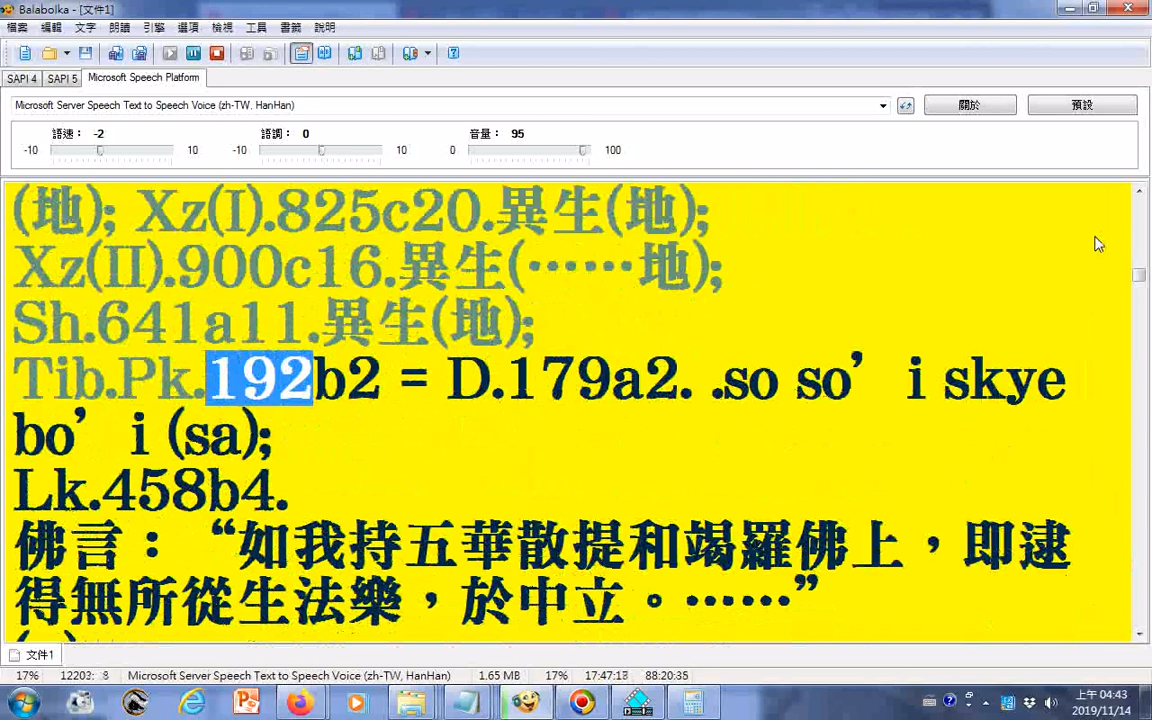 Balabolka - [文件1]
檔案 編輯 文字 朗讀 引擎 選項 檢視 工具 書籤 說明
SAPI 4 SAPI 5 Microsoft Speech Platform
Microsoft Server Speech Text to Speech Voice (zh-TW, HanHan) 關於 預設
語速： -2 語調： 0 音量： 95
-10 10 -10 10 0 100
(地); Xz(I).825c20.異生(地);
Xz(II).900c16.異生(……地);
Sh.641a11.異生(地);
Tib.Pk.192b2 = D.179a2. .so so’i skye
bo’i (sa);
Lk.458b4.
佛言：“如我持五華散提和竭羅佛上，即逮
得無所從生法樂，於中立。……”
文件1
17% Microsoft Server Speech Text to Speech Voice (zh-TW, HanHan) 1.65 MB 17% 17:47:13 88:20:35
上午 04:43
2019/11/14